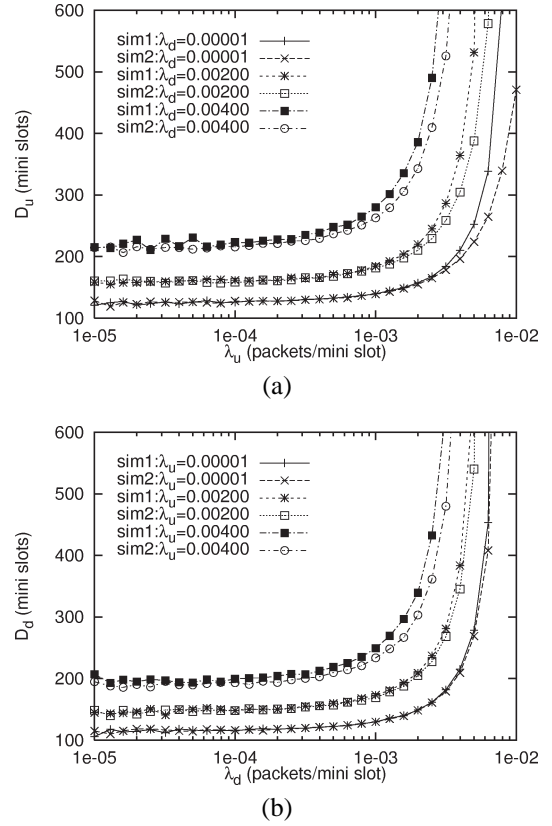 600
500
400
300
200
100
D_u (mini slots)
sim1:λ_d=0.00001
sim2:λ_d=0.00001
sim1:λ_d=0.00200
sim2:λ_d=0.00200
sim1:λ_d=0.00400
sim2:λ_d=0.00400
1e-05 1e-04 1e-03 1e-02
λ_u (packets/mini slot)
(a)
600
500
400
300
200
100
D_d (mini slots)
sim1:λ_u=0.00001
sim2:λ_u=0.00001
sim1:λ_u=0.00200
sim2:λ_u=0.00200
sim1:λ_u=0.00400
sim2:λ_u=0.00400
1e-05 1e-04 1e-03 1e-02
λ_d (packets/mini slot)
(b)